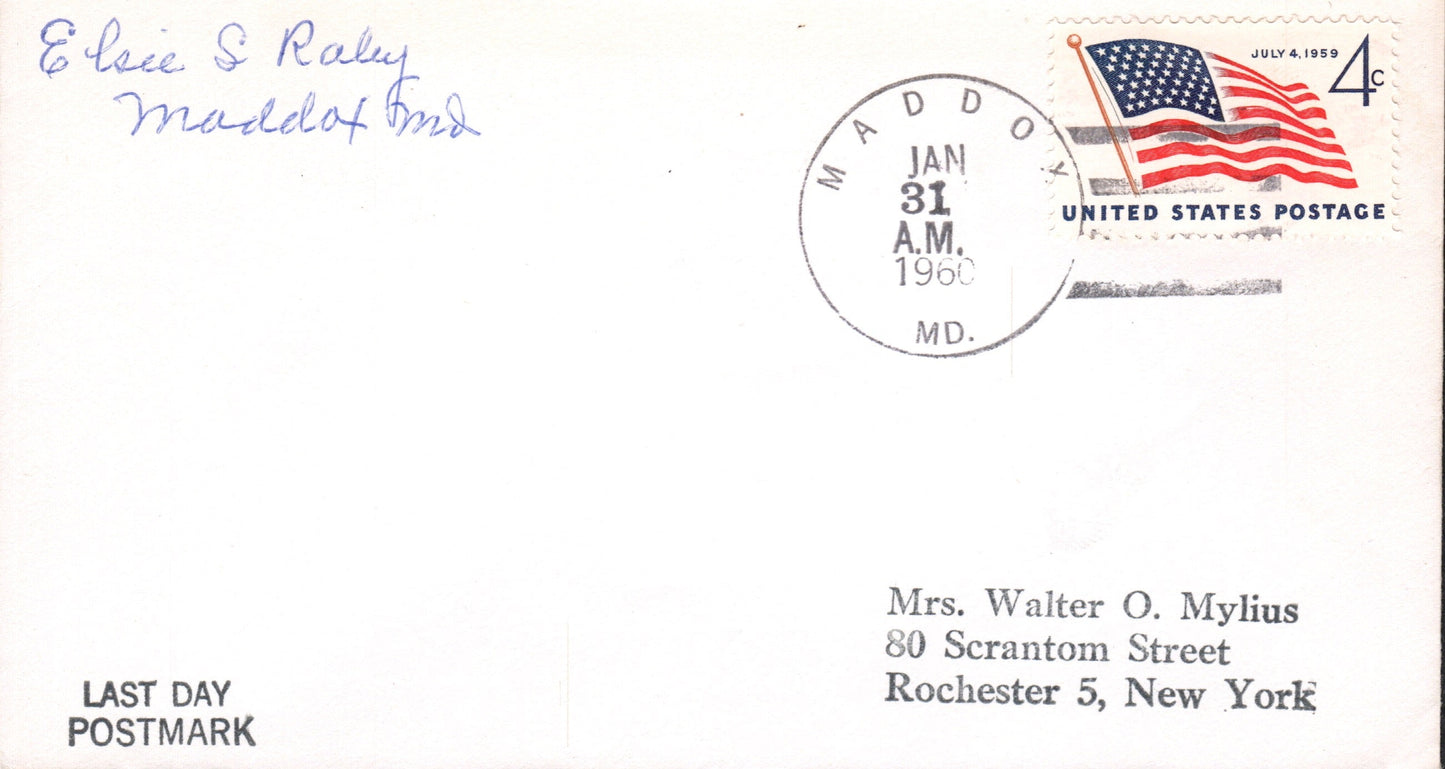 Elsie S Raley
Maddox Md
JULY 4, 1959
4c
UNITED STATES POSTAGE
MADDOX
JAN
31
A.M.
1960
MD.
Mrs. Walter O. Mylius
80 Scrantom Street
Rochester 5, New York
LAST DAY
POSTMARK